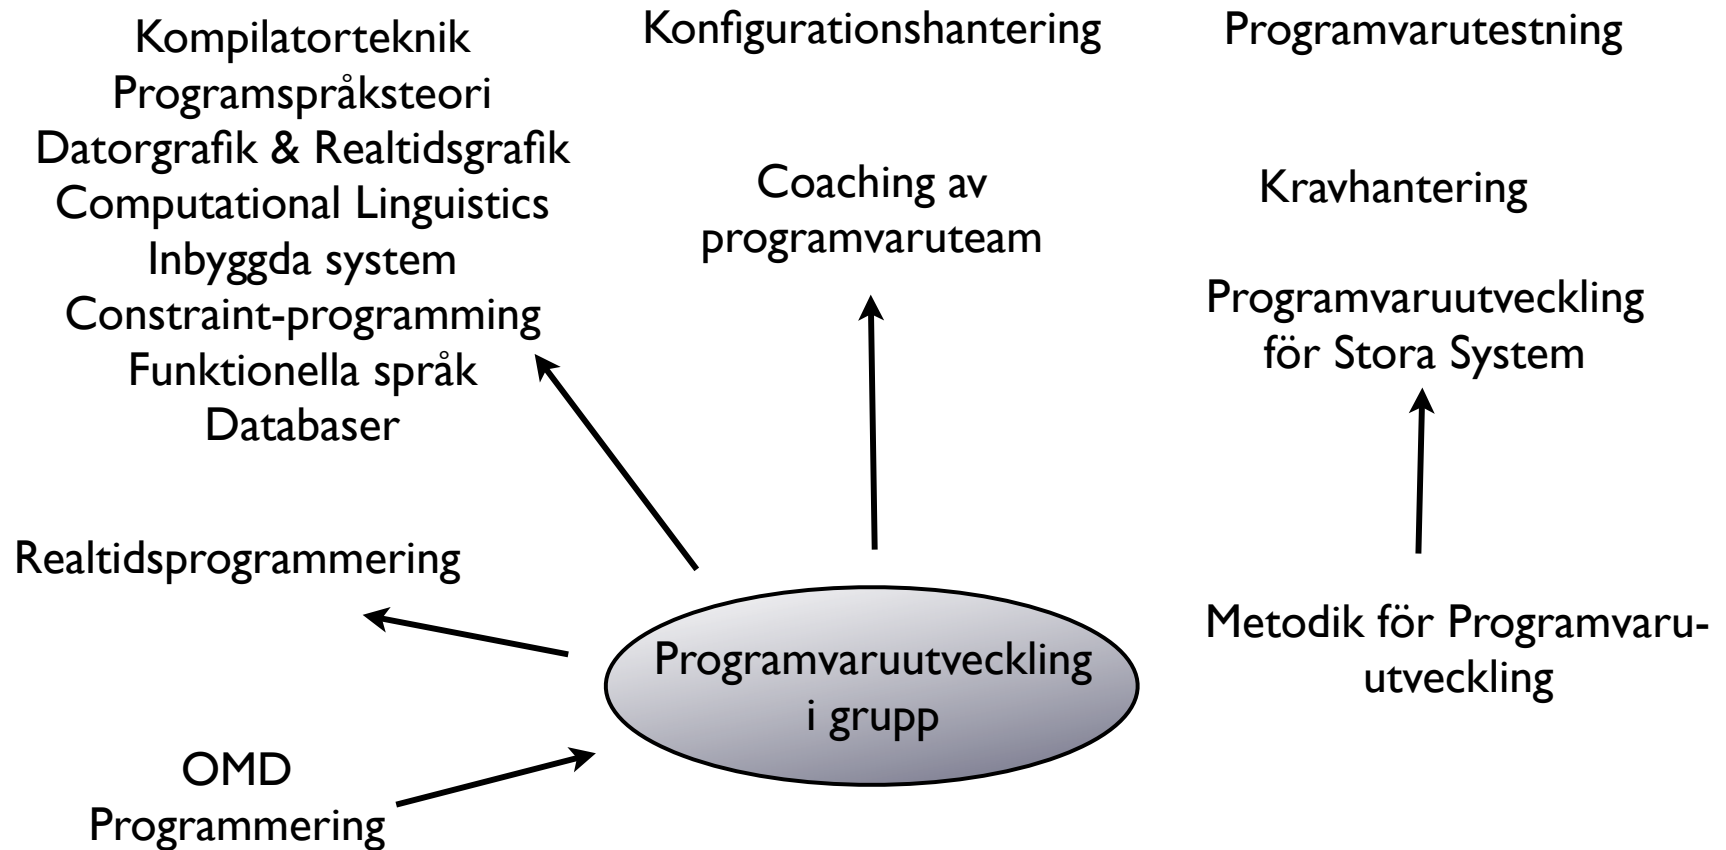 Kompilatorteknik
Programspråksteori
Datorgrafik & Realtidsgrafik
Computational Linguistics
Inbyggda system
Constraint-programming
Funktionella språk
Databaser
Konfigurationshantering
Coaching av
programvaruteam
Programvarutestning
Kravhantering
Programvaruutveckling
för Stora System
Realtidsprogrammering
Programvaruutveckling
i grupp
Metodik för Programvaru-
utveckling
OMD
Programmering